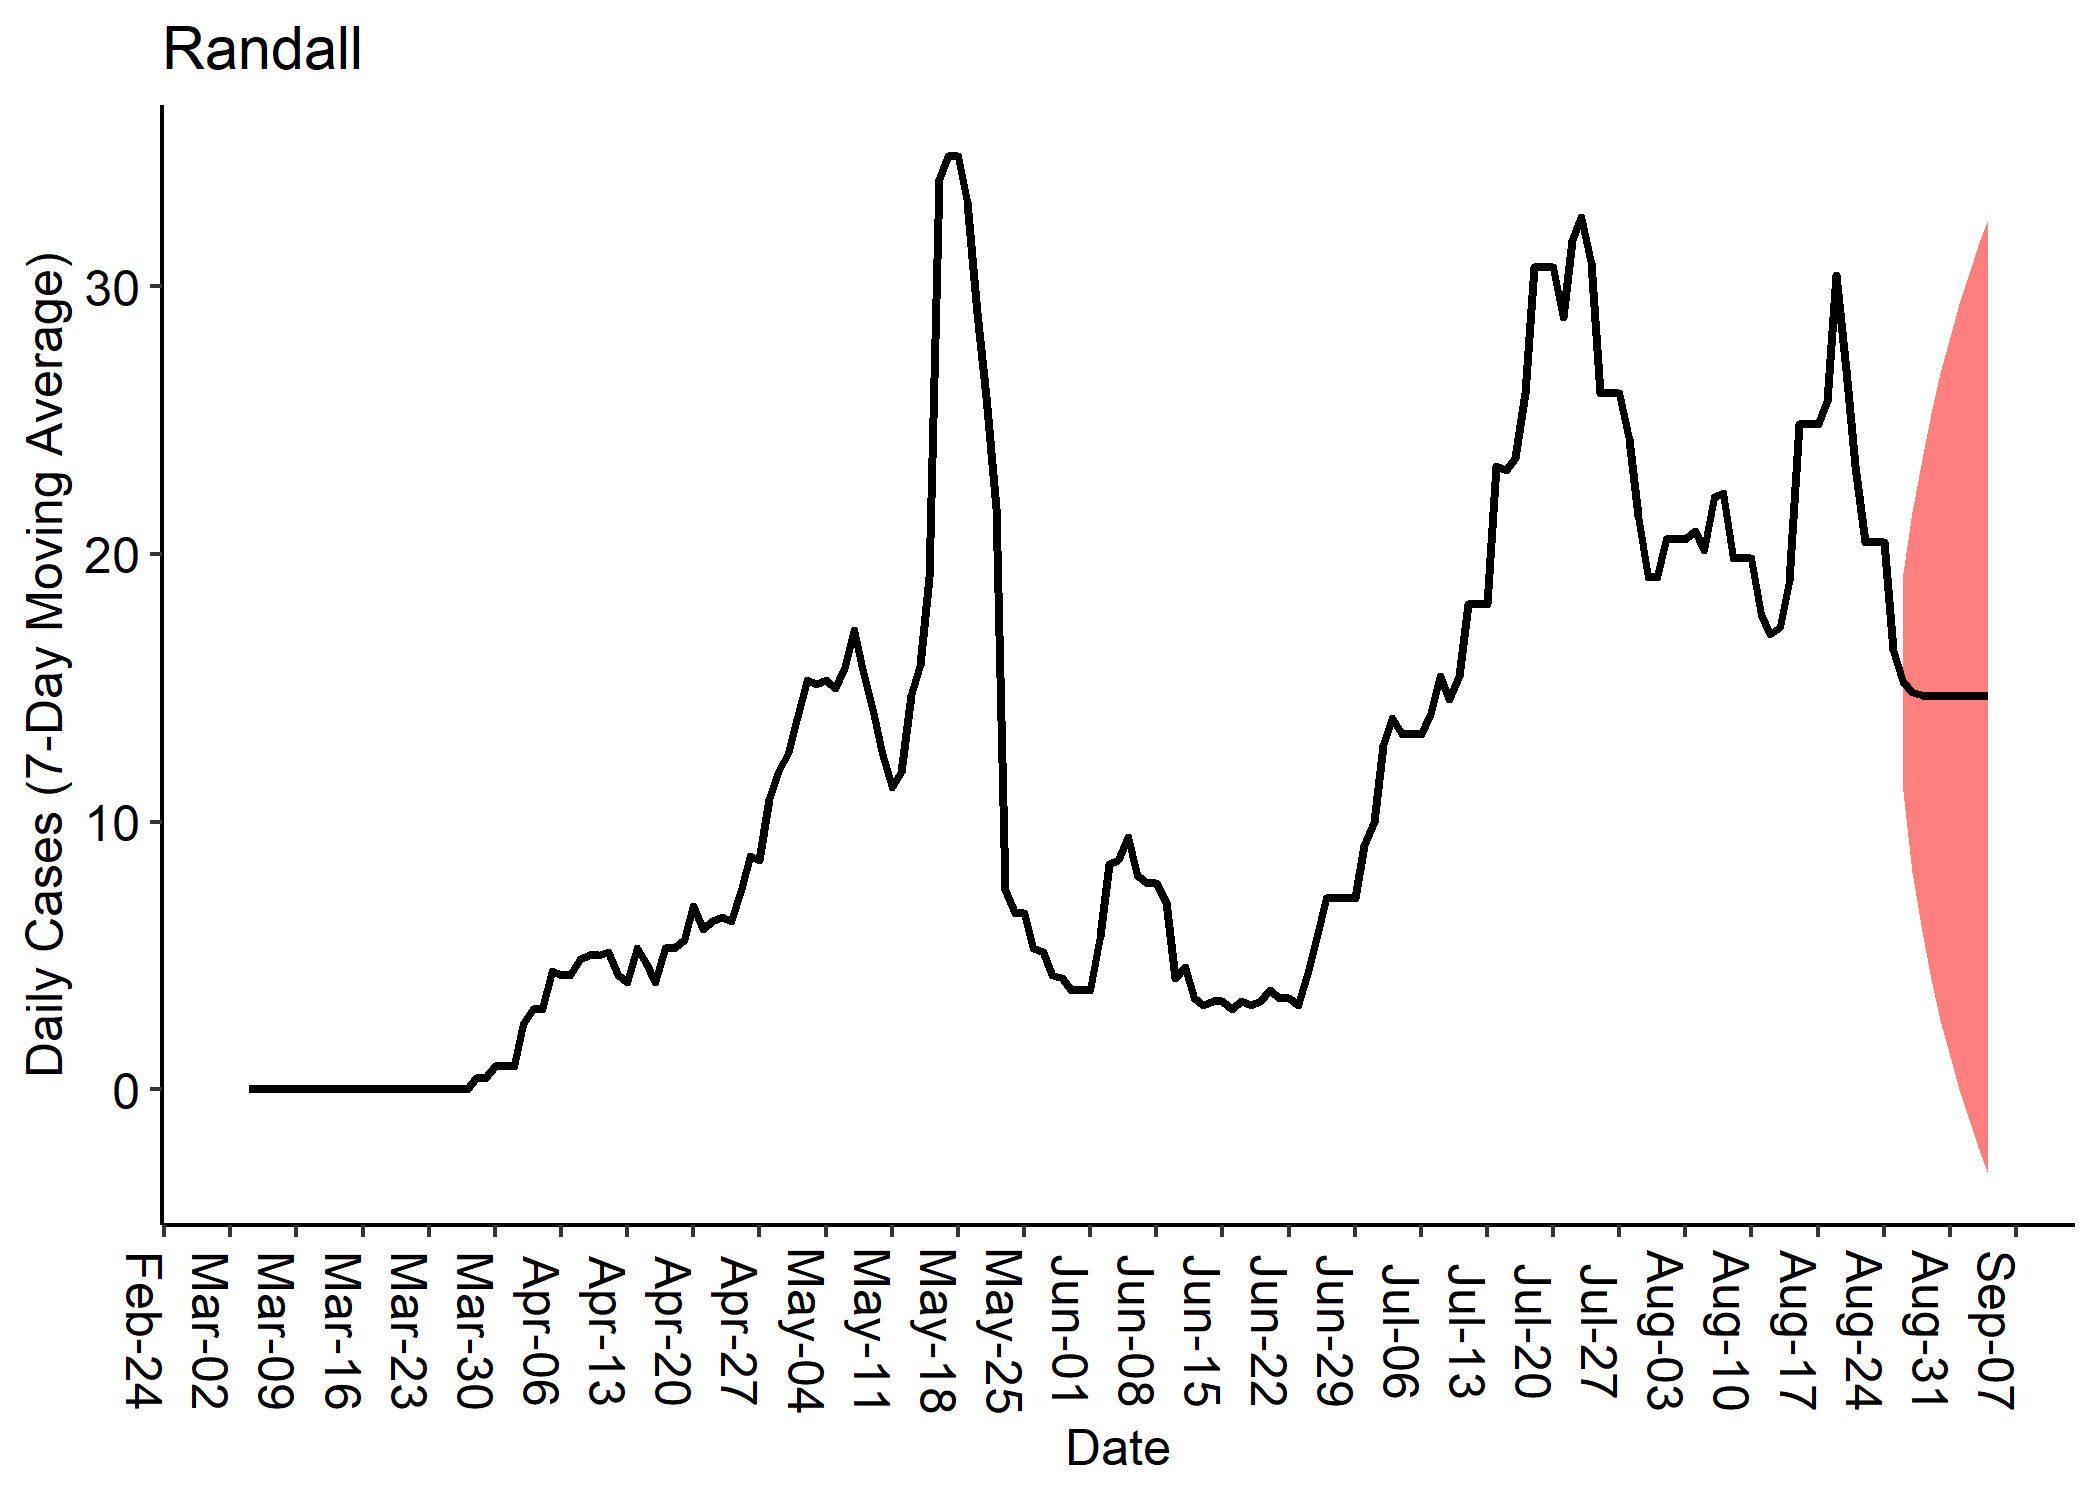 Randall
Daily Cases (7-Day Moving Average)
30
20
10
0
Feb-24
Mar-02
Mar-09
Mar-16
Mar-23
Mar-30
Apr-06
Apr-13
Apr-20
Apr-27
May-04
May-11
May-18
May-25
Jun-01
Jun-08
Jun-15
Jun-22
Jun-29
Jul-06
Jul-13
Jul-20
Jul-27
Aug-03
Aug-10
Aug-17
Aug-24
Aug-31
Sep-07
Date